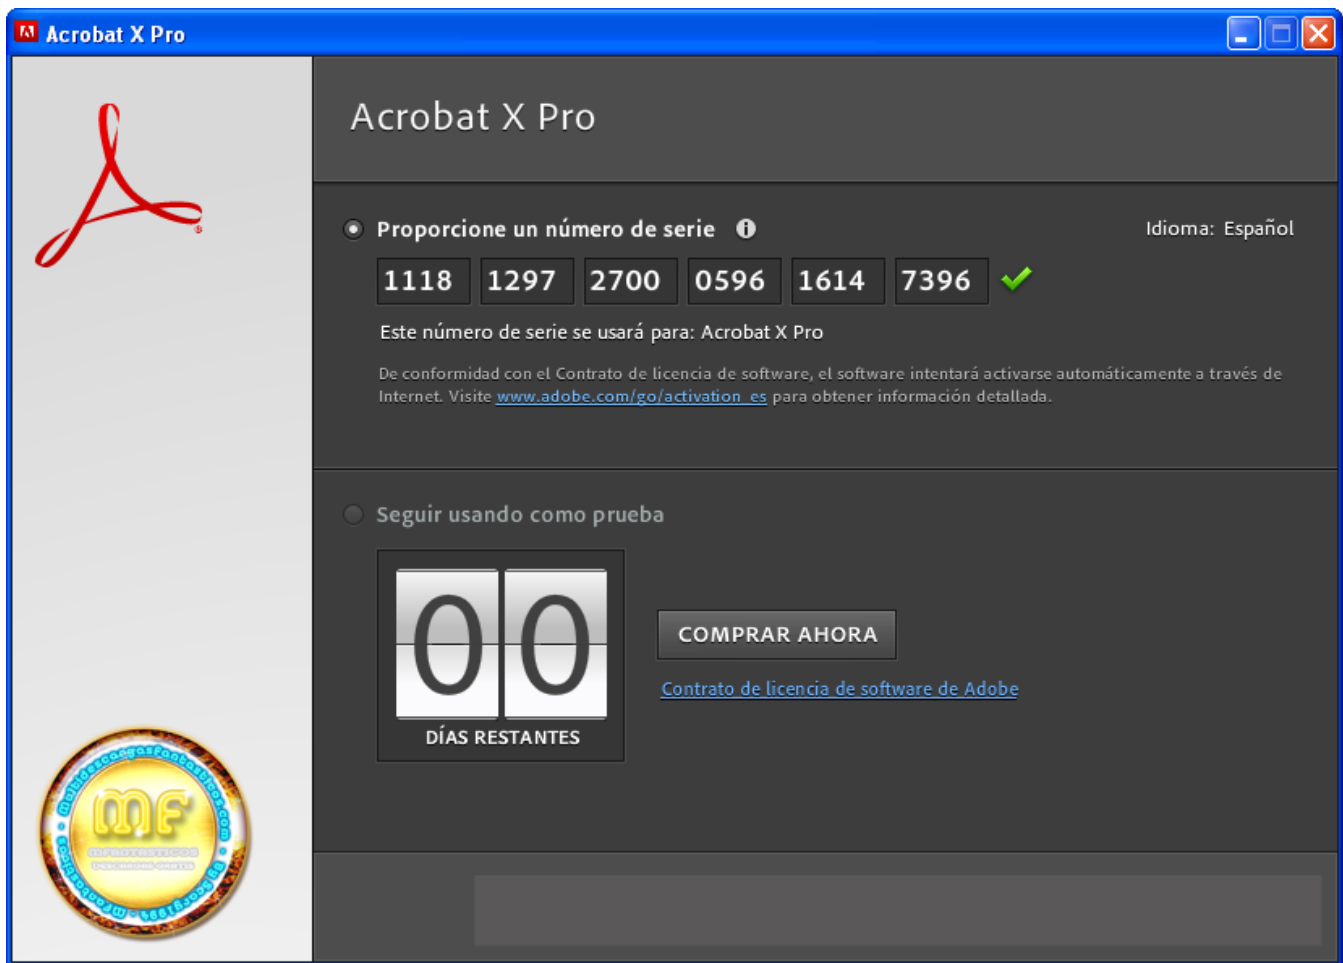 Acrobat X Pro
Acrobat X Pro
Proporcione un número de serie
Idioma: Español
1118 1297 2700 0596 1614 7396
Este número de serie se usará para: Acrobat X Pro
De conformidad con el Contrato de licencia de software, el software intentará activarse automáticamente a través de
Internet. Visite www.adobe.com/go/activation_es para obtener información detallada.
Seguir usando como prueba
00
DÍAS RESTANTES
COMPRAR AHORA
Contrato de licencia de software de Adobe
MF